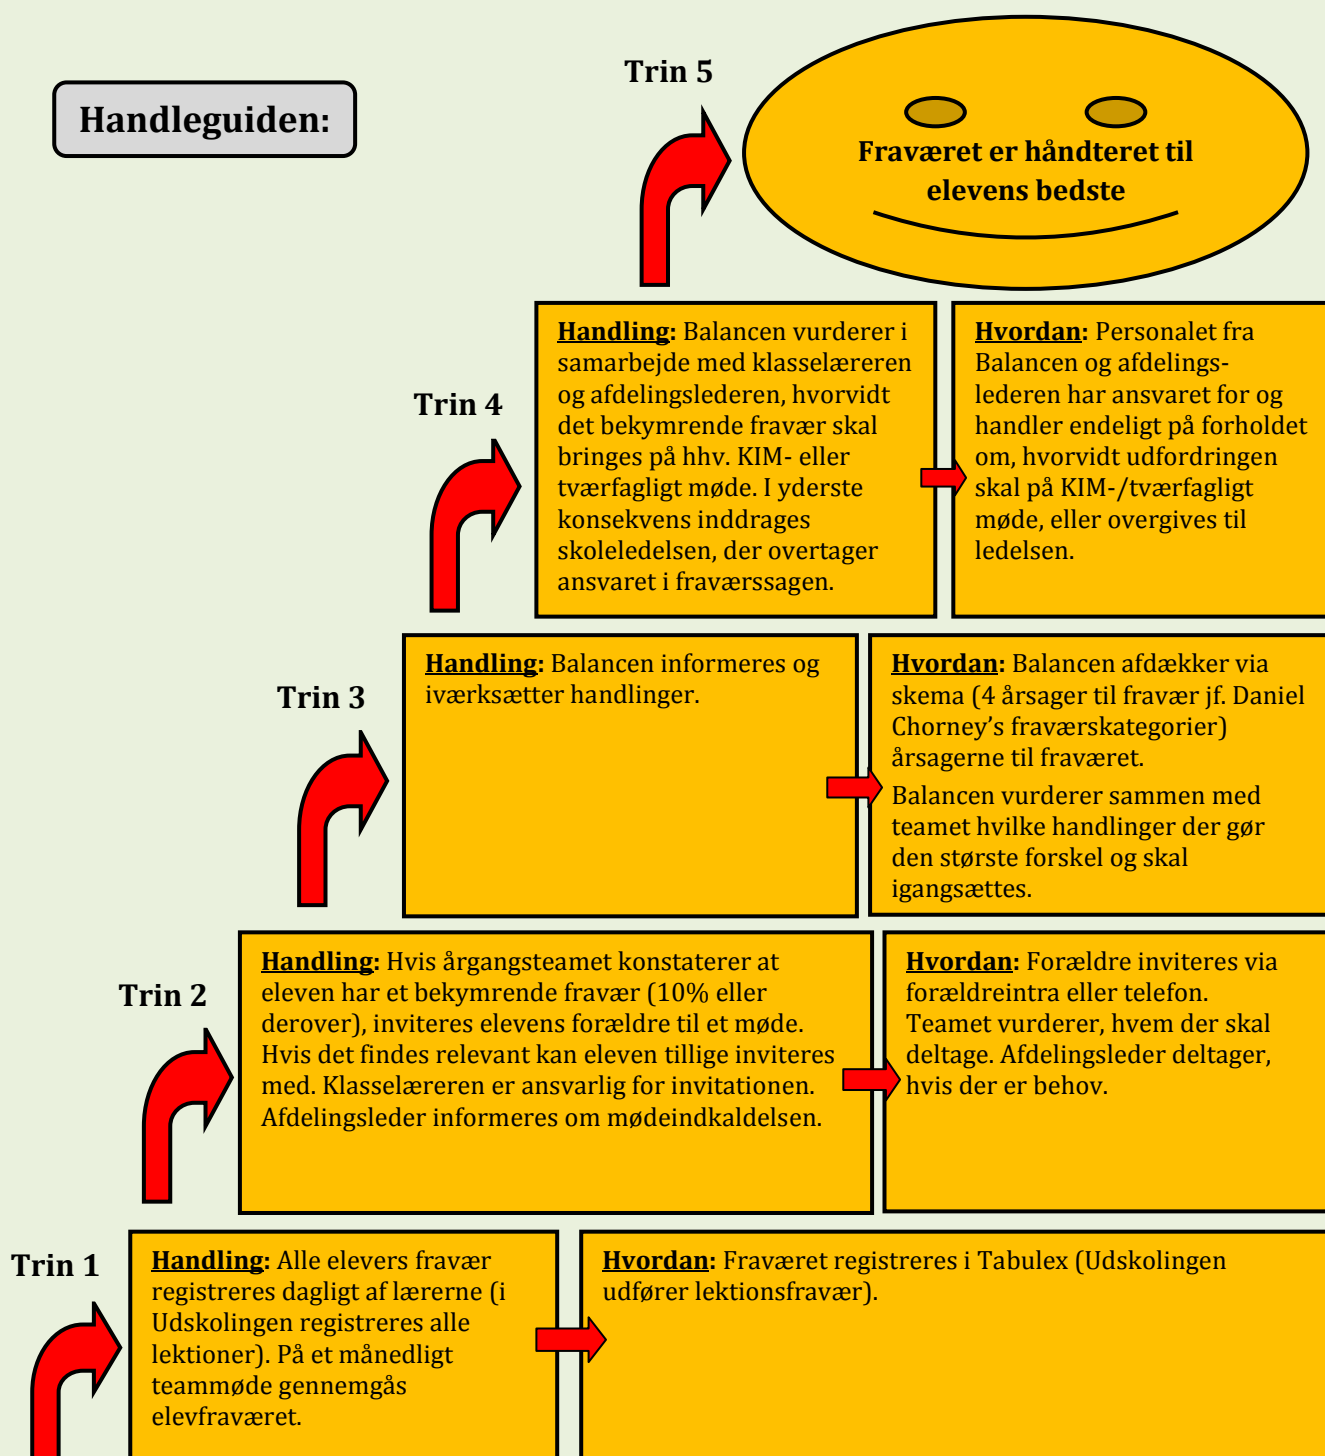 Handleguiden:
Trin 5
Fraværet er håndteret til
elevens bedste
Trin 4
Handling: Balancen vurderer i
samarbejde med klasselæreren
og afdelingslederen, hvorvidt
det bekymrende fravær skal
bringes på hhv. KIM- eller
tværfagligt møde. I yderste
konsekvens inddrages
skoleledelsen, der overtager
ansvaret i fraværssagen.
Hvordan: Personalet fra
Balancen og afdelings-
lederen har ansvaret for og
handler endeligt på forholdet
om, hvorvidt udfordringen
skal på KIM-/tværfagligt
møde, eller overgives til
ledelsen.
Trin 3
Handling: Balancen informeres og
iværksætter handlinger.
Hvordan: Balancen afdækker via
skema (4 årsager til fravær jf. Daniel
Chorney’s fraværskategorier)
årsagerne til fraværet.
Balancen vurderer sammen med
teamet hvilke handlinger der gør
den største forskel og skal
igangsættes.
Trin 2
Handling: Hvis årgangsteamet konstaterer at
eleven har et bekymrende fravær (10% eller
derover), inviteres elevens forældre til et møde.
Hvis det findes relevant kan eleven tillige inviteres
med. Klasselæreren er ansvarlig for invitationen.
Afdelingsleder informeres om mødeindkaldelsen.
Hvordan: Forældre inviteres via
forældreintra eller telefon.
Teamet vurderer, hvem der skal
deltage. Afdelingsleder deltager,
hvis der er behov.
Trin 1
Handling: Alle elevers fravær
registreres dagligt af lærerne (i
Udskolingen registreres alle
lektioner). På et månedligt
teammøde gennemgås
elevfraværet.
Hvordan: Fraværet registreres i Tabulex (Udskolingen
udfører lektionsfravær).